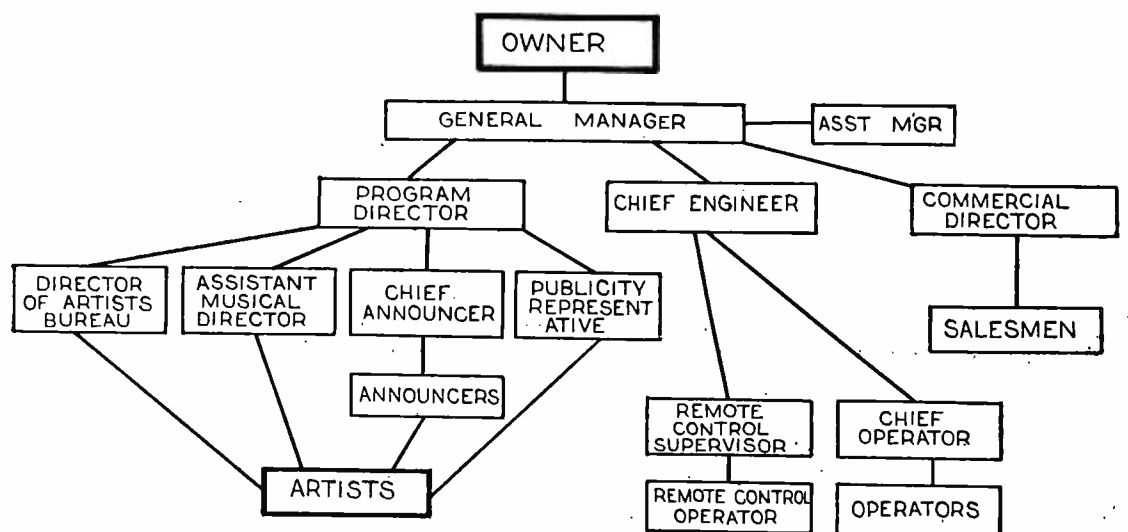 OWNER
GENERAL MANAGER
ASST M'GR
PROGRAM
DIRECTOR
CHIEF ENGINEER
COMMERCIAL
DIRECTOR
DIRECTOR
OF ARTISTS
BUREAU
ASSISTANT
MUSICAL
DIRECTOR
CHIEF
ANNOUNCER
PUBLICITY
REPRESENT
ATIVE
SALESMEN
ANNOUNCERS
REMOTE
CONTROL
SUPERVISOR
CHIEF
OPERATOR
ARTISTS
REMOTE CONTROL
OPERATOR
OPERATORS